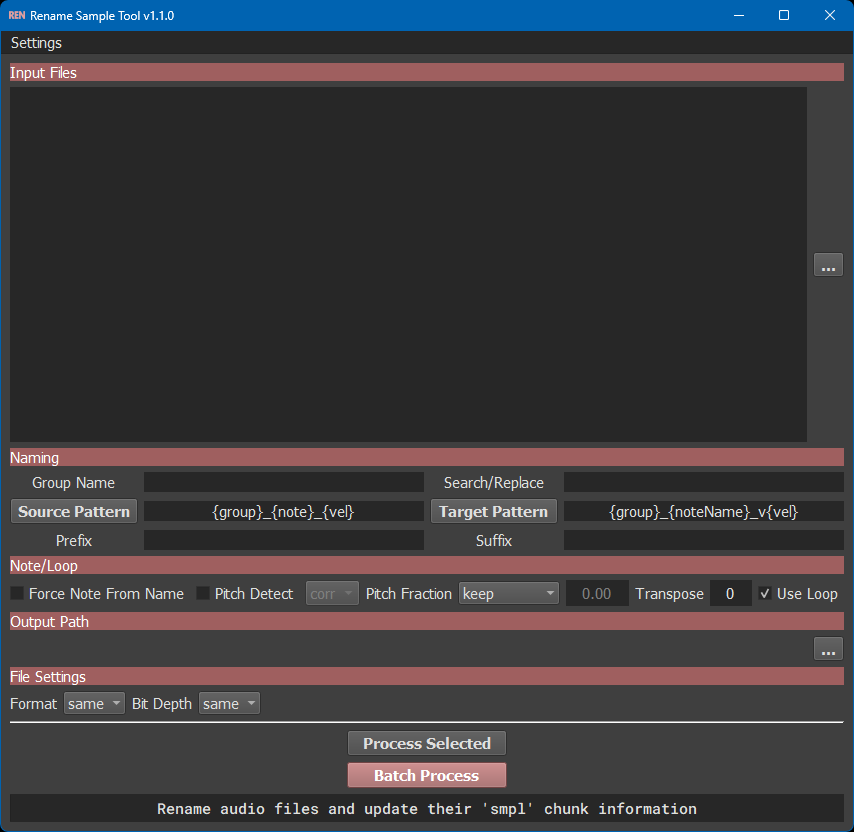 REN Rename Sample Tool v1.1.0
Settings
Input Files
...
Naming
Group Name Search/Replace
Source Pattern {group}_{note}_{vel} Target Pattern {group}_{noteName}_v{vel}
Prefix Suffix
Note/Loop
Force Note From Name Pitch Detect corr Pitch Fraction keep 0.00 Transpose 0 Use Loop
Output Path
...
File Settings
Format same Bit Depth same
Process Selected
Batch Process
Rename audio files and update their 'smpl' chunk information